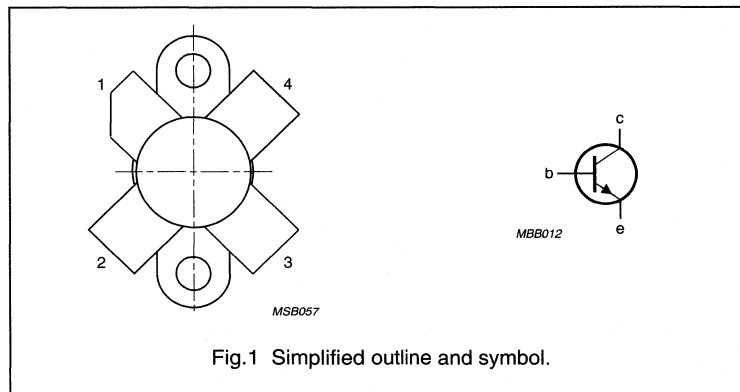 1
4
c
b
MBB012
e
2
3
MSB057
Fig.1 Simplified outline and symbol.